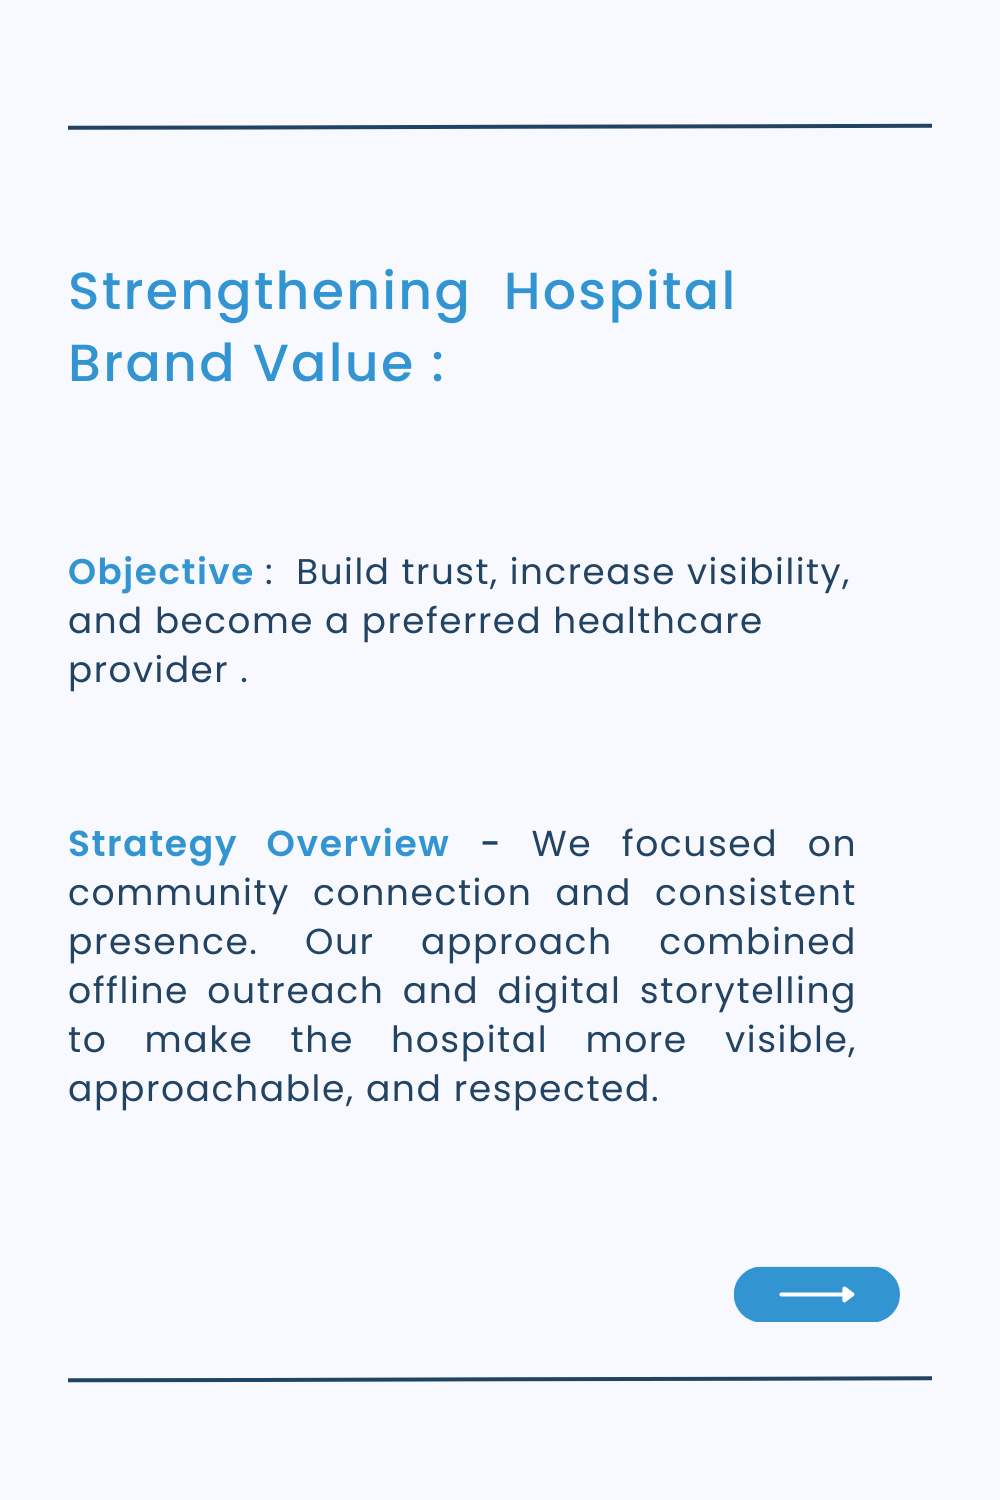 Strengthening Hospital
Brand Value :
Objective : Build trust, increase visibility,
and become a preferred healthcare
provider .
Strategy Overview - We focused on
community connection and consistent
presence. Our approach combined
offline outreach and digital storytelling
to make the hospital more visible,
approachable, and respected.